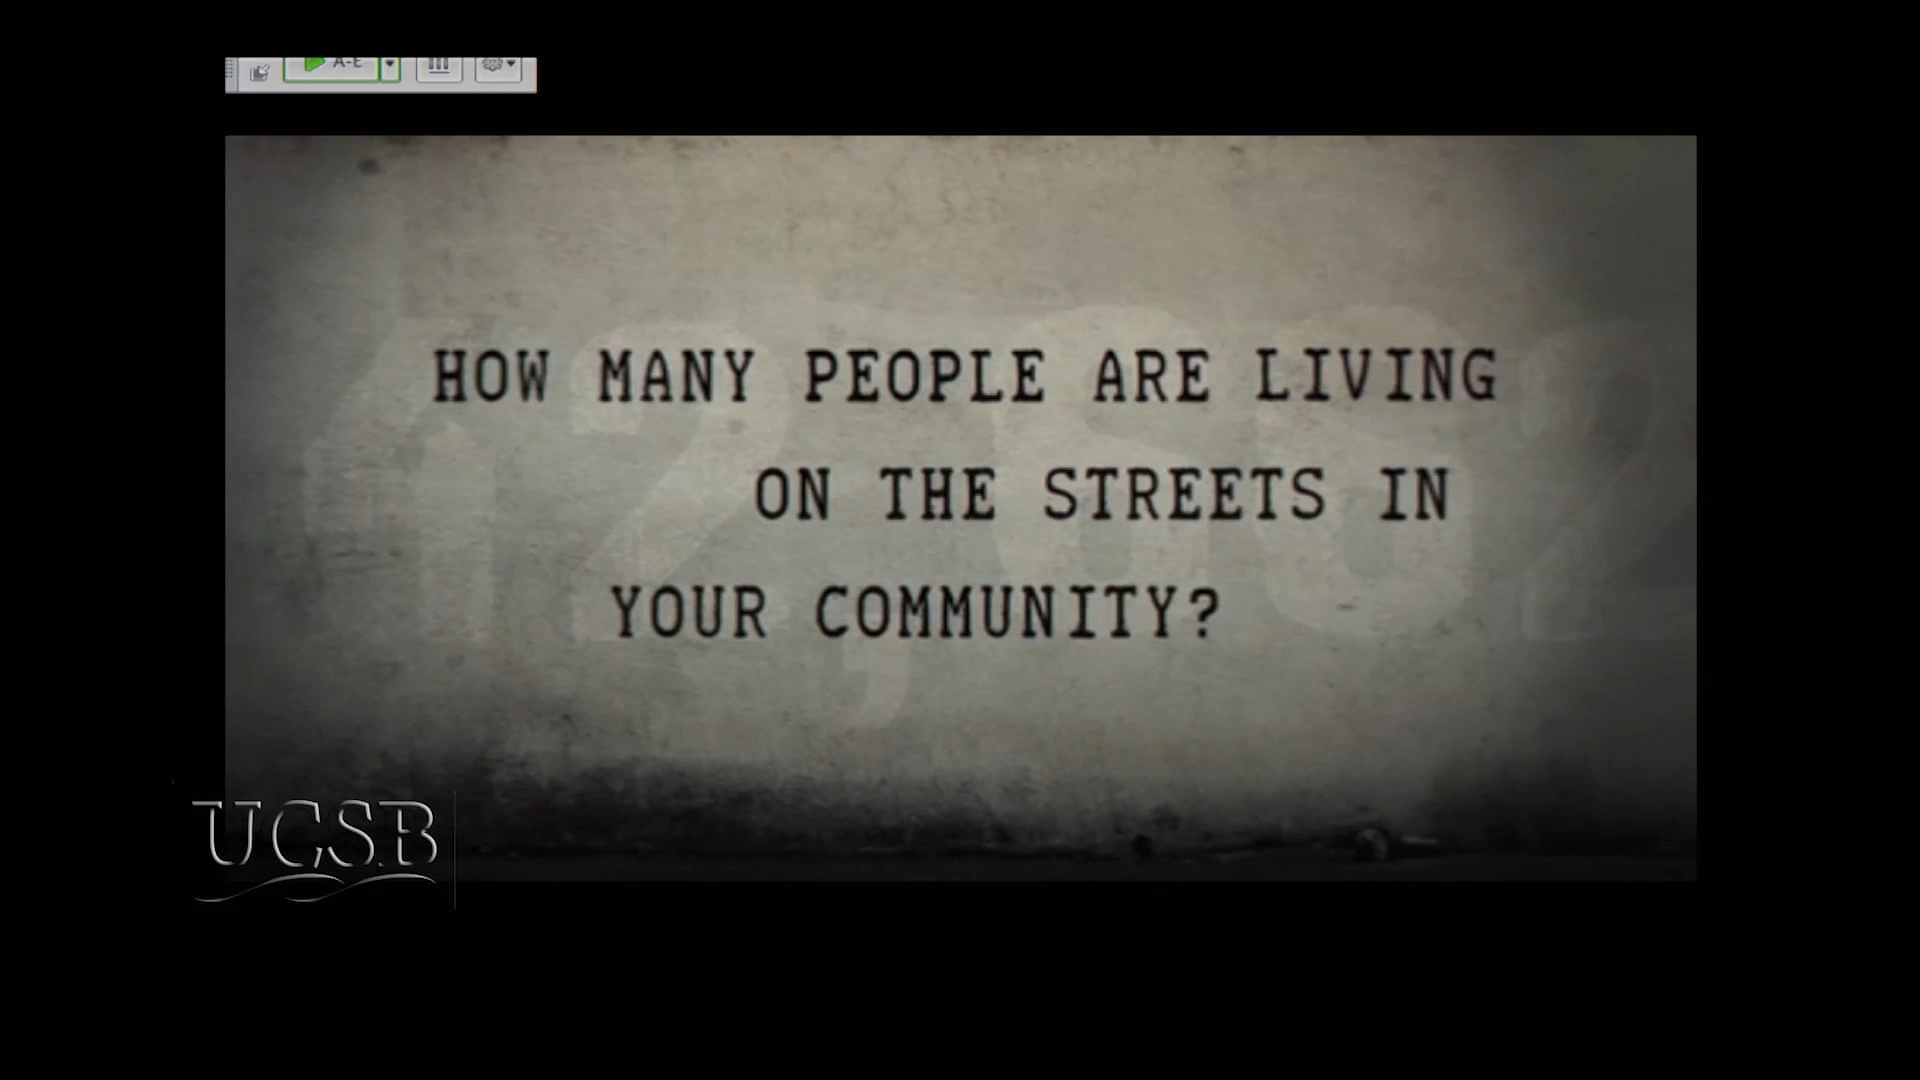 A-E
HOW MANY PEOPLE ARE LIVING
ON THE STREETS IN
YOUR COMMUNITY?
UCSB